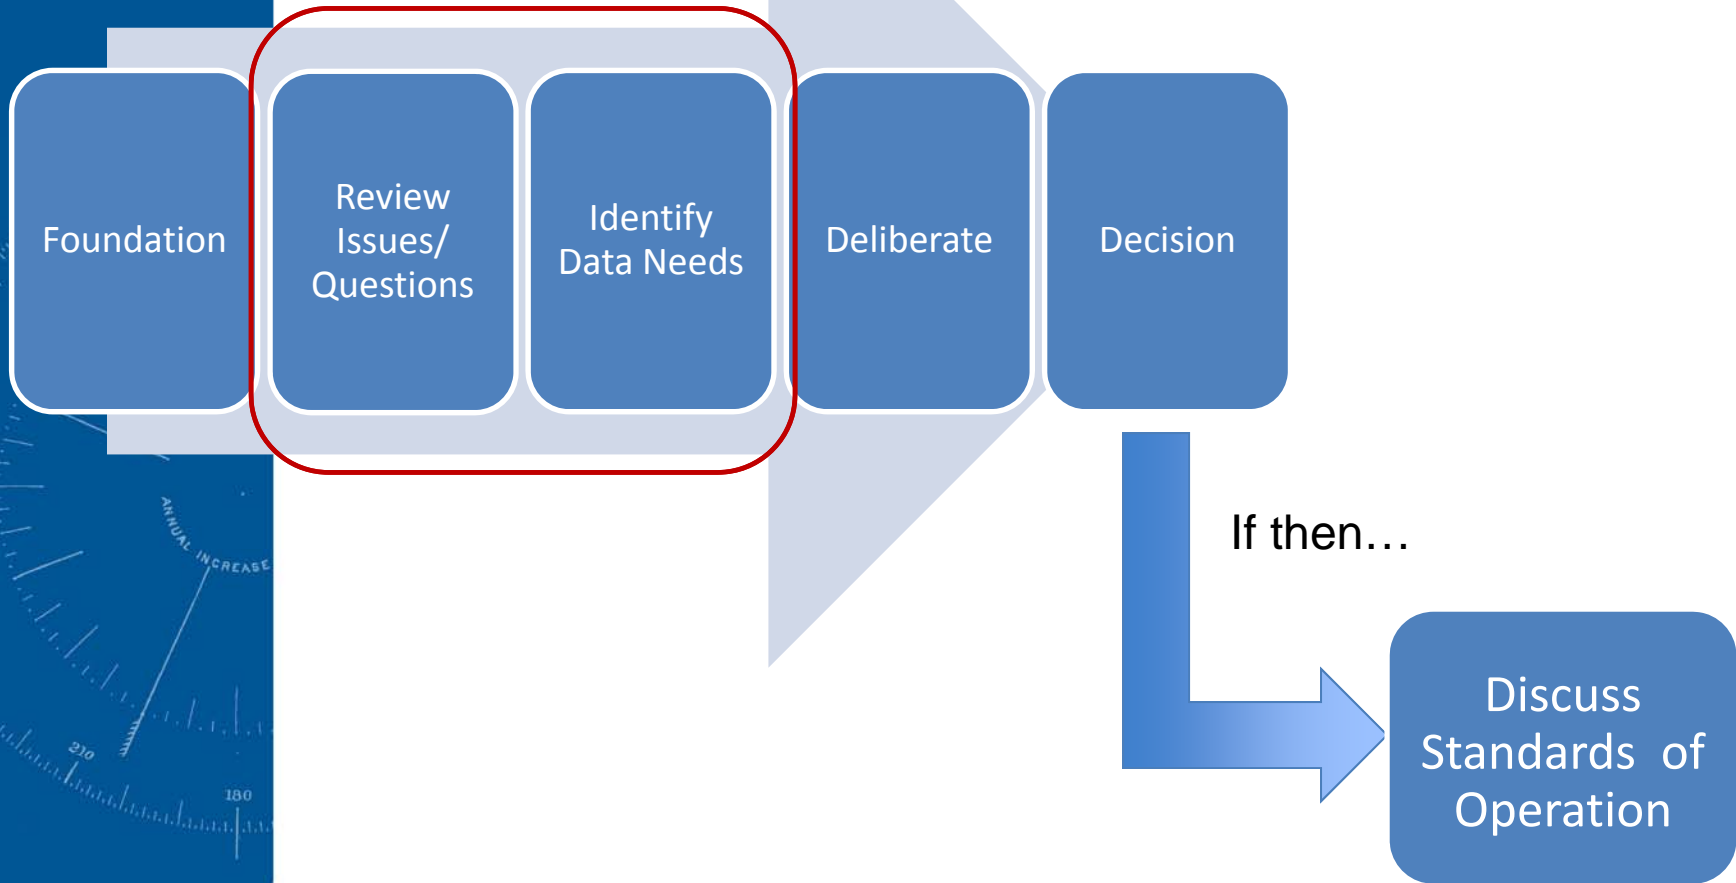 Foundation
Review
Issues/
Questions
Identify
Data Needs
Deliberate
Decision
If then…
Discuss
Standards of
Operation
ANNUAL INCREASE
210
180